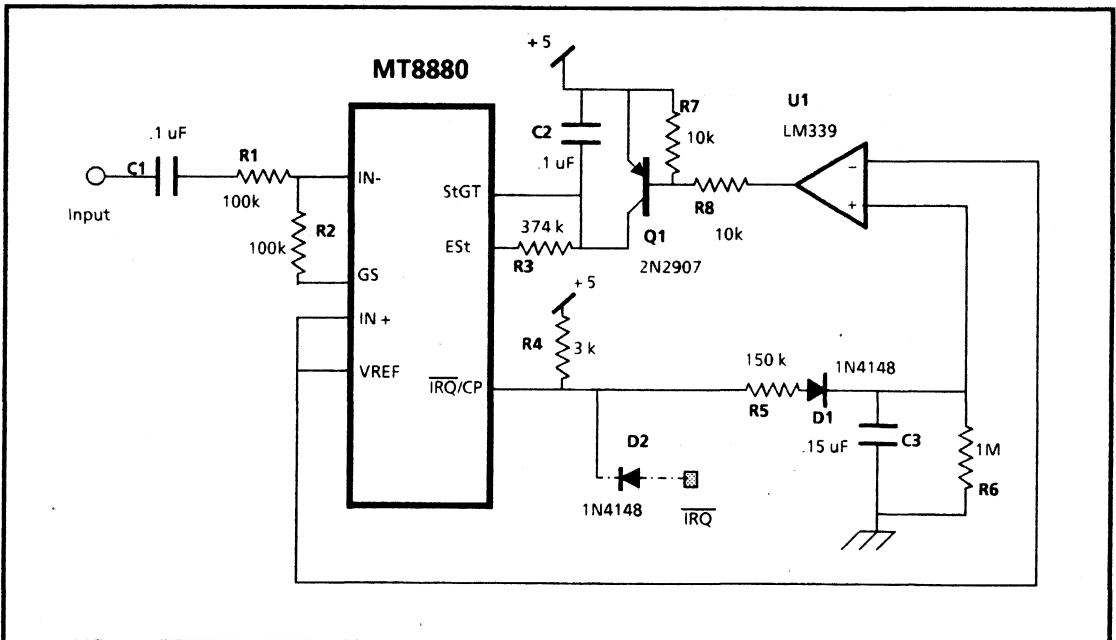 + 5
MT8880
U1
LM339
R7
10k
C2
.1 uF
.1 uF
C1
R1
100k
Input
R2
100k
IN-
StGT
GS
ESt
374 k
R3
R8
10k
Q1
2N2907
−
+
IN +
VREF
IRQ/CP
+ 5
R4
3 k
150 k
R5
1N4148
D1
.15 uF
C3
1M
R6
D2
1N4148
IRQ